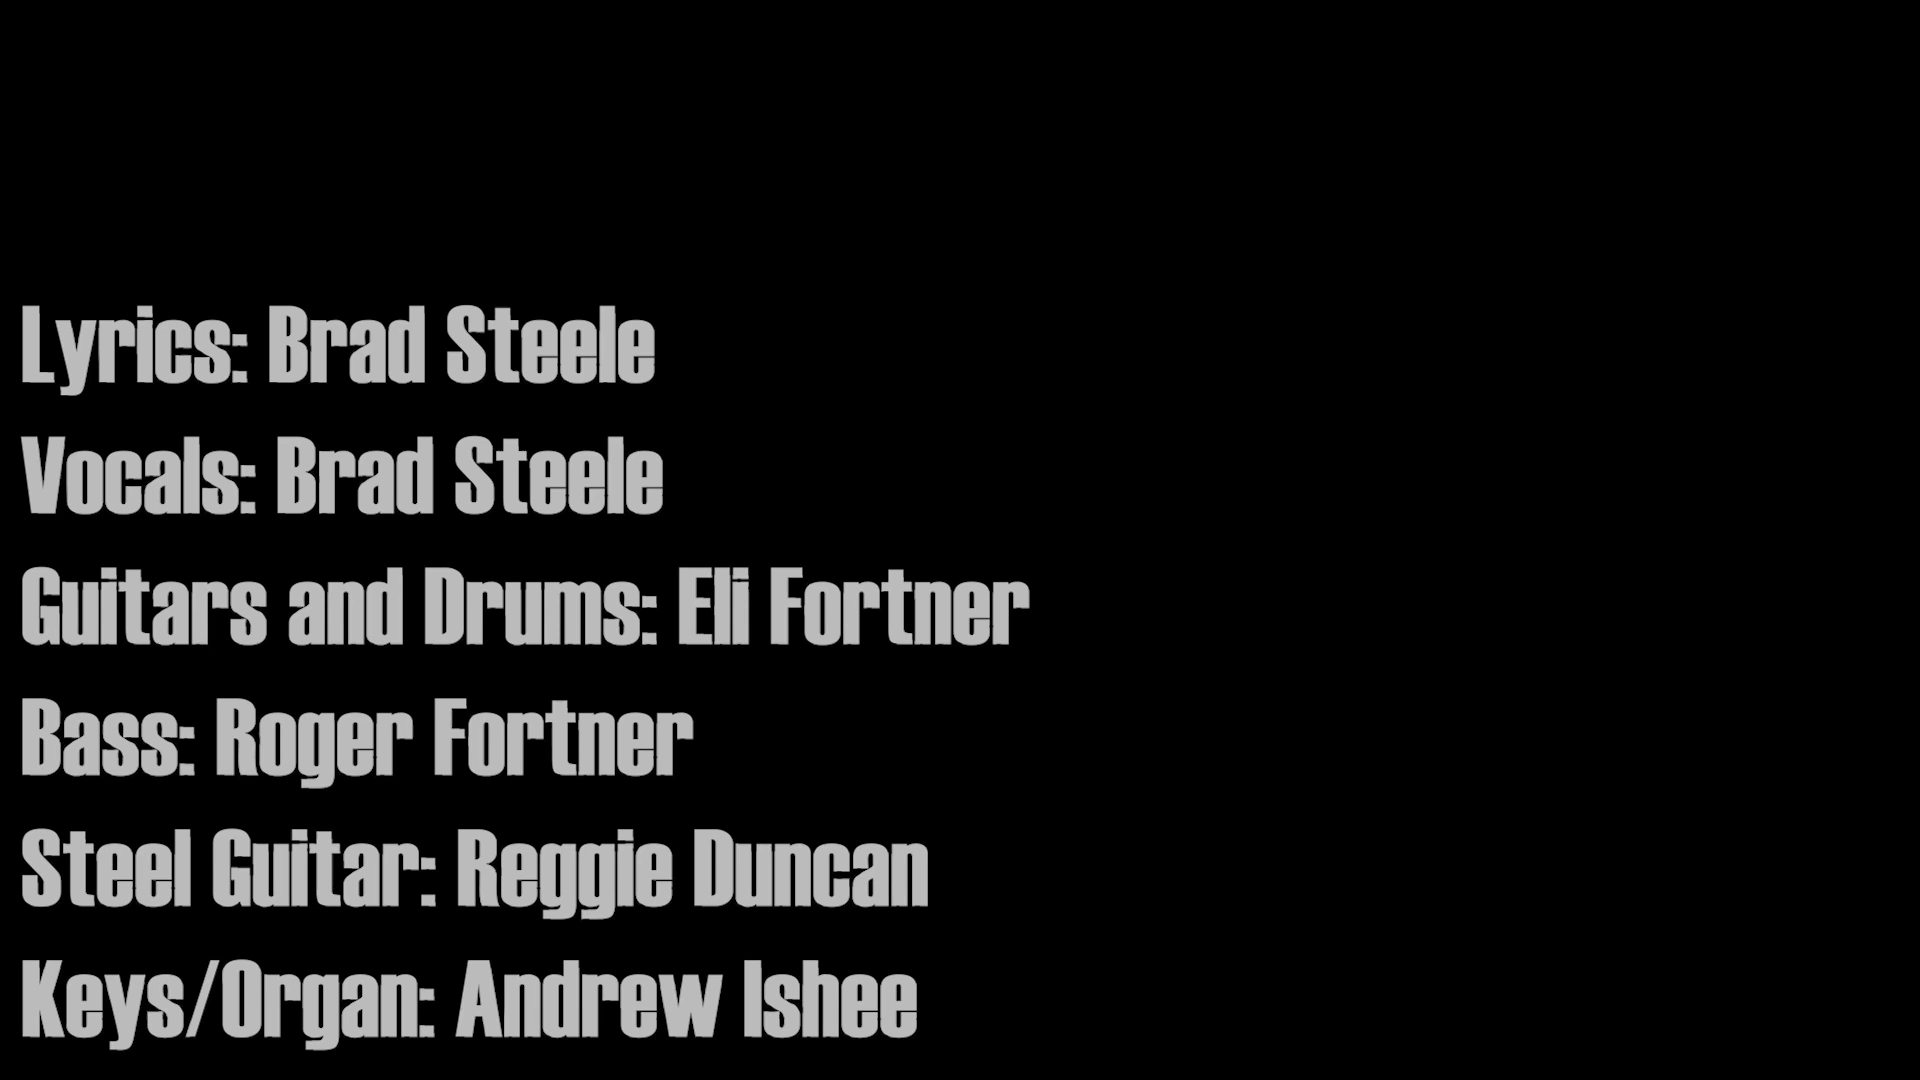 Lyrics: Brad Steele
Vocals: Brad Steele
Guitars and Drums: Eli Fortner
Bass: Roger Fortner
Steel Guitar: Reggie Duncan
Keys/Organ: Andrew Ishee